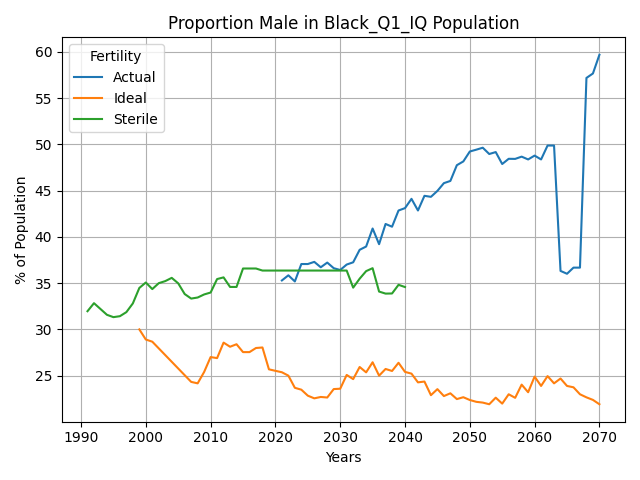 Proportion Male in Black_Q1_IQ Population
Fertility
Actual
Ideal
Sterile
% of Population
60
55
50
45
40
35
30
25
1990 2000 2010 2020 2030 2040 2050 2060 2070
Years